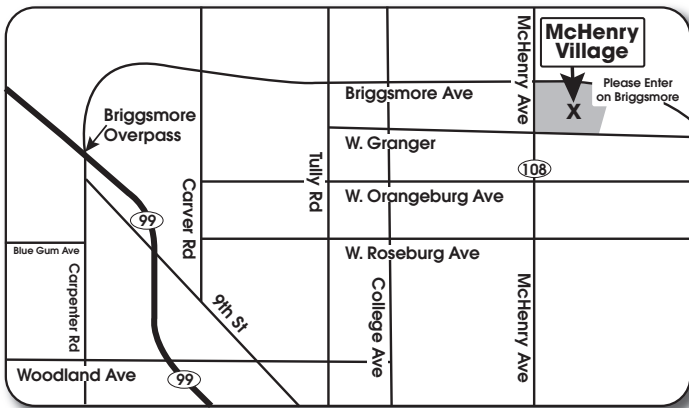 McHenry
Village
Please Enter
on Briggsmore
X
McHenry Ave
Briggsmore Ave
Briggsmore
Overpass
W. Granger
Tully Rd
108
Carver Rd
W. Orangeburg Ave
99
Blue Gum Ave
W. Roseburg Ave
Carpenter Rd
9th St
College Ave
McHenry Ave
Woodland Ave
99